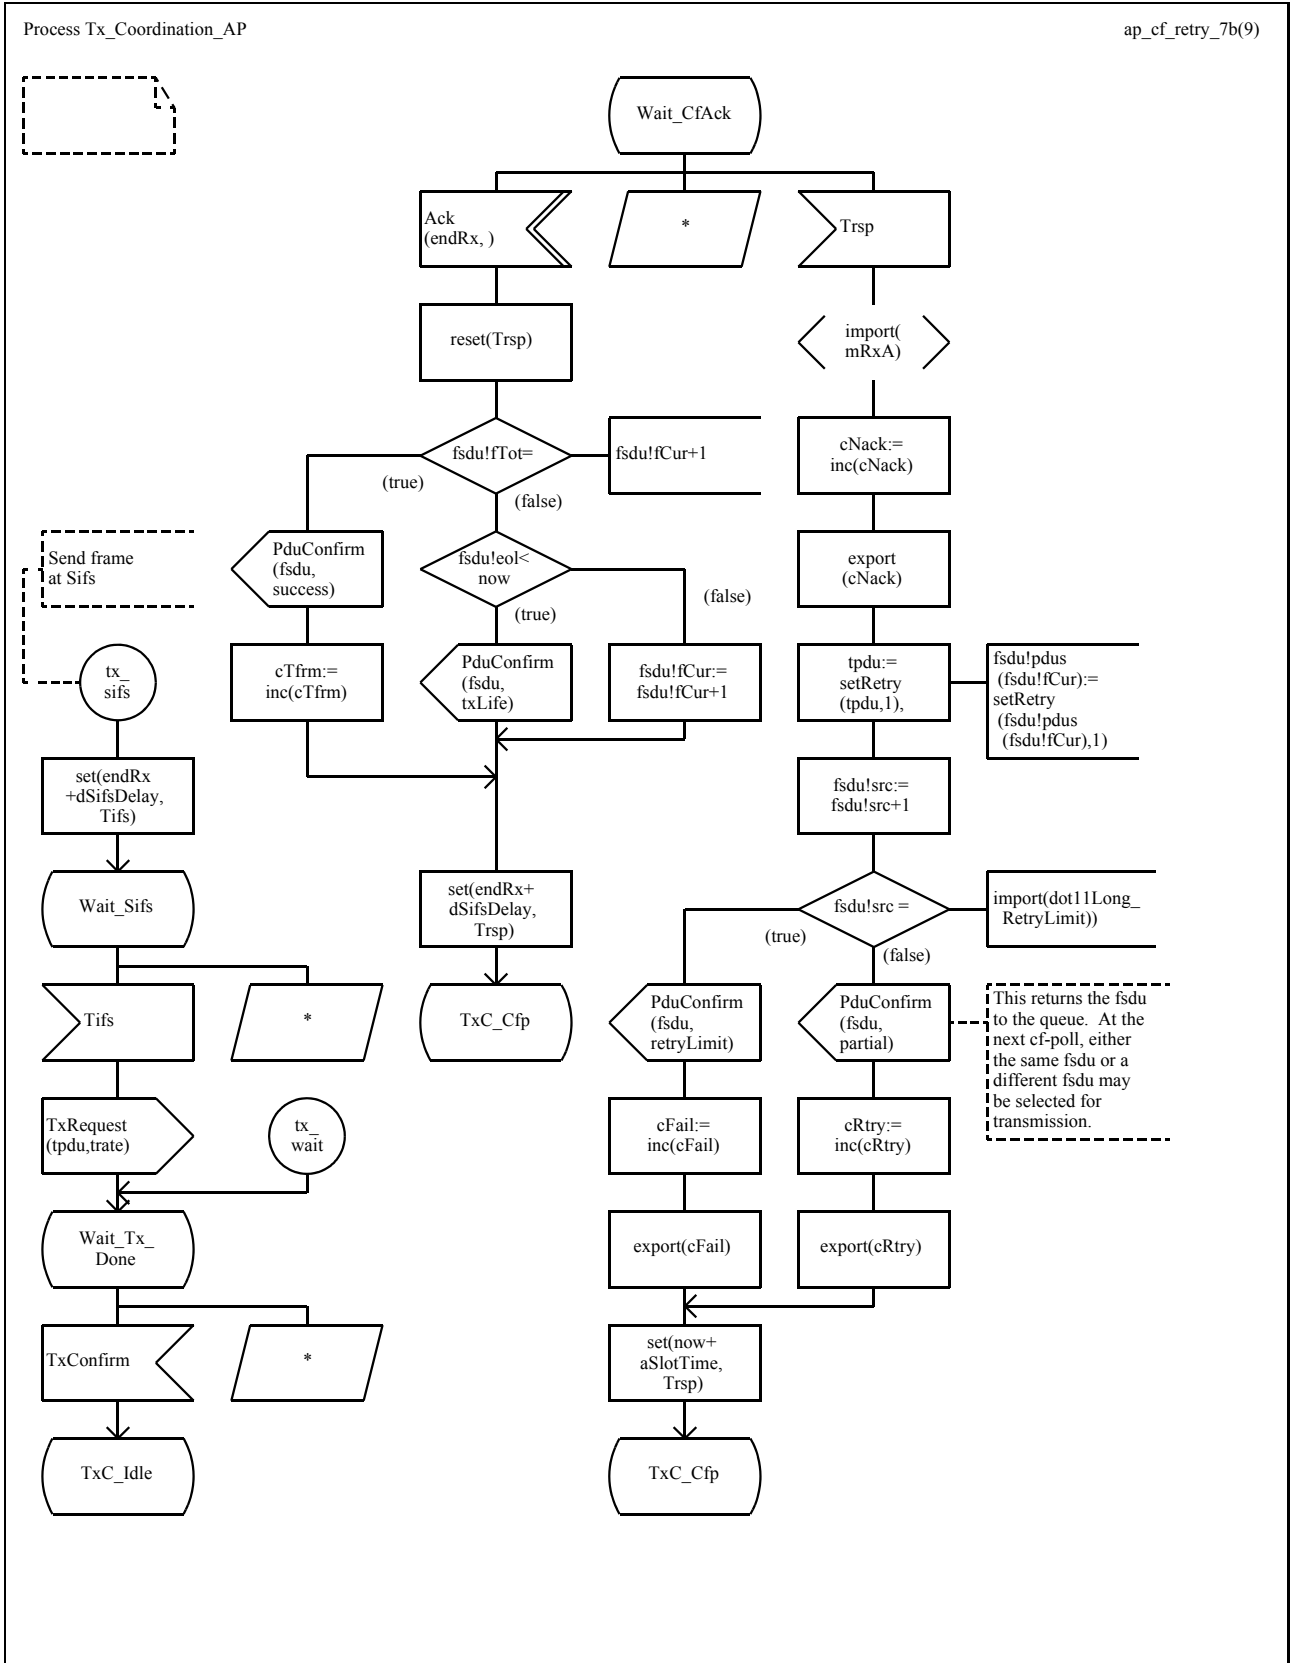 Process Tx_Coordination_AP
ap_cf_retry_7b(9)
Wait_CfAck
Ack
(endRx, )
*
Trsp
reset(Trsp)
import(
mRxA)
fsdu!fTot=
fsdu!fCur+1
(true)
(false)
cNack:=
inc(cNack)
Send frame
at Sifs
PduConfirm
(fsdu,
success)
fsdu!eol<
now
(true)
(false)
export
(cNack)
tx_
sifs
cTfrm:=
inc(cTfrm)
PduConfirm
(fsdu,
txLife)
fsdu!fCur:=
fsdu!fCur+1
tpdu:=
setRetry
(tpdu,1),
fsdu!pdus
(fsdu!fCur):=
setRetry
(fsdu!pdus
(fsdu!fCur),1)
set(endRx
+dSifsDelay,
Tifs)
fsdu!src:=
fsdu!src+1
Wait_Sifs
set(endRx+
dSifsDelay,
Trsp)
fsdu!src =
import(dot11Long_
RetryLimit))
(true)
(false)
Tifs
*
TxC_Cfp
PduConfirm
(fsdu,
retryLimit)
PduConfirm
(fsdu,
partial)
This returns the fsdu
to the queue. At the
next cf-poll, either
the same fsdu or a
different fsdu may
be selected for
transmission.
TxRequest
(tpdu,trate)
tx_
wait
cFail:=
inc(cFail)
cRtry:=
inc(cRtry)
Wait_Tx_
Done
export(cFail)
export(cRtry)
TxConfirm
*
set(now+
aSlotTime,
Trsp)
TxC_Idle
TxC_Cfp